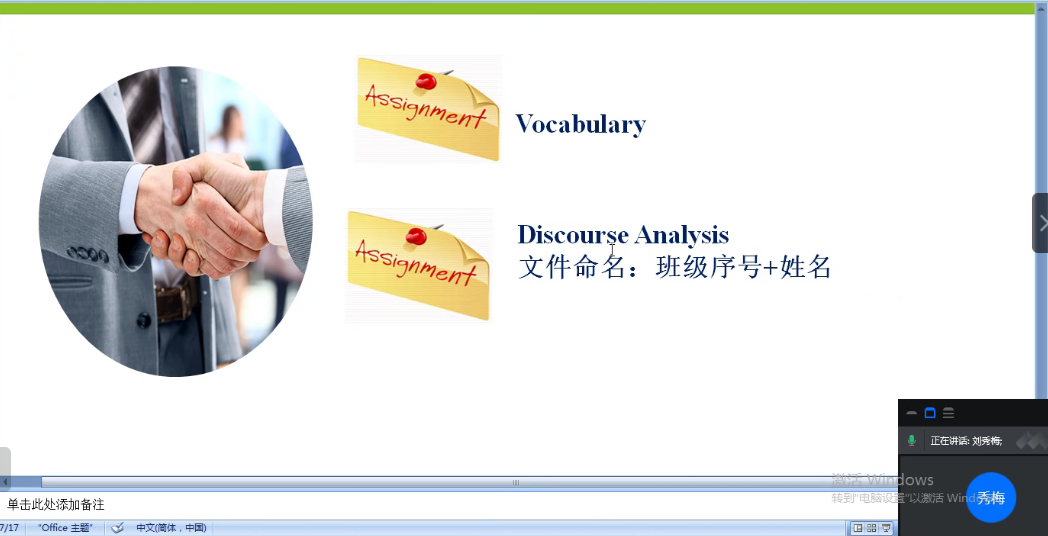 Assignment
Vocabulary
Assignment
Discourse Analysis
文件命名：班级序号+姓名
正在讲话: 刘秀梅;
秀梅
激活 Windows
转到"电脑设置"以激活 Wind
单击此处添加备注
7/17
"Office 主题"
中文(简体，中国)